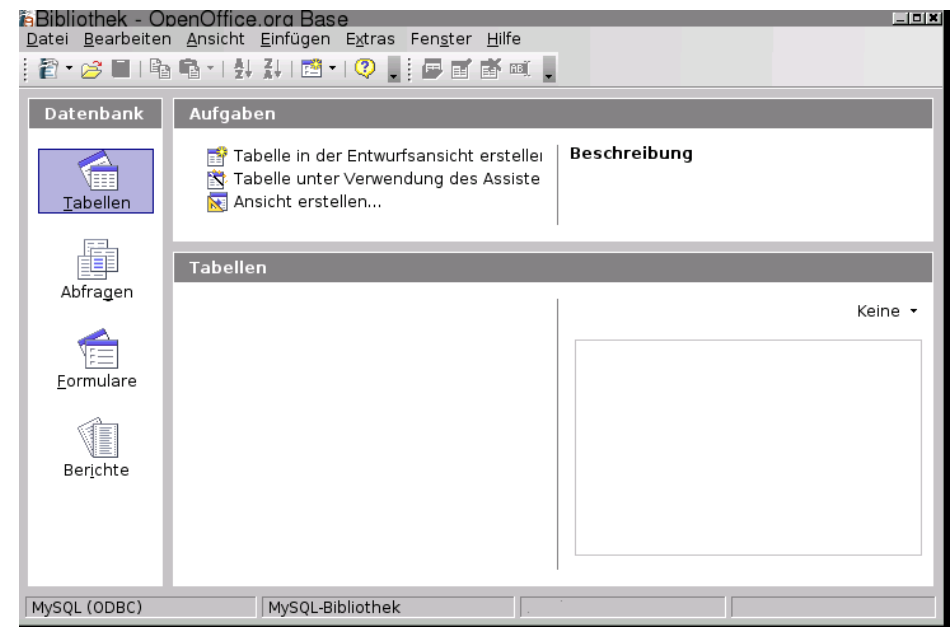 Bibliothek - OpenOffice.org Base
Datei Bearbeiten Ansicht Einfügen Extras Fenster Hilfe
Datenbank
Tabellen
Abfragen
Formulare
Berichte
Aufgaben
Tabelle in der Entwurfsansicht ersteller
Tabelle unter Verwendung des Assiste
Ansicht erstellen...
Beschreibung
Tabellen
Keine
MySQL (ODBC) MySQL-Bibliothek